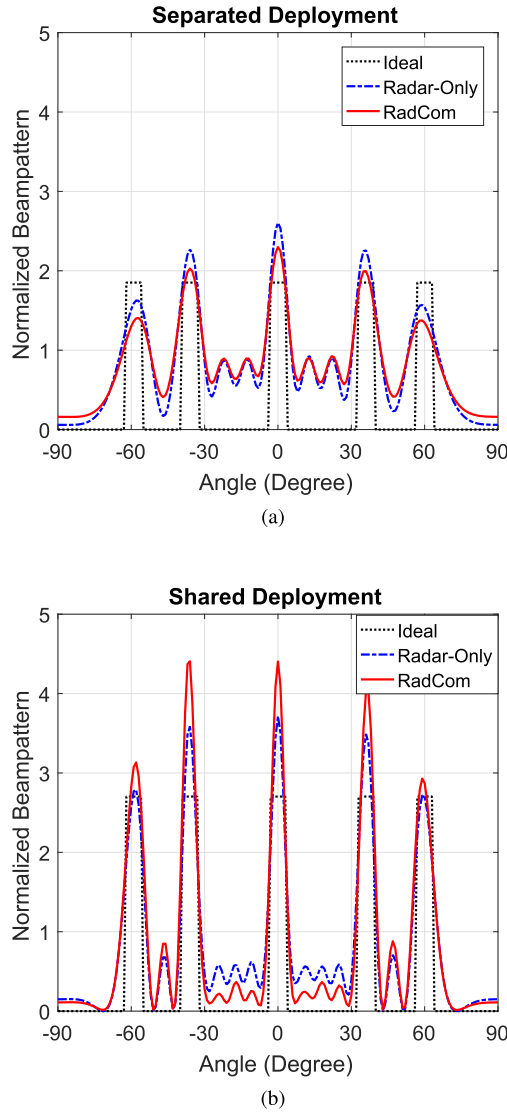 Separated Deployment
5
4
3
2
1
0
Normalized Beampattern
Ideal
Radar-Only
RadCom
-90 -60 -30 0 30 60 90
Angle (Degree)
(a)
Shared Deployment
5
4
3
2
1
0
Normalized Beampattern
Ideal
Radar-Only
RadCom
-90 -60 -30 0 30 60 90
Angle (Degree)
(b)